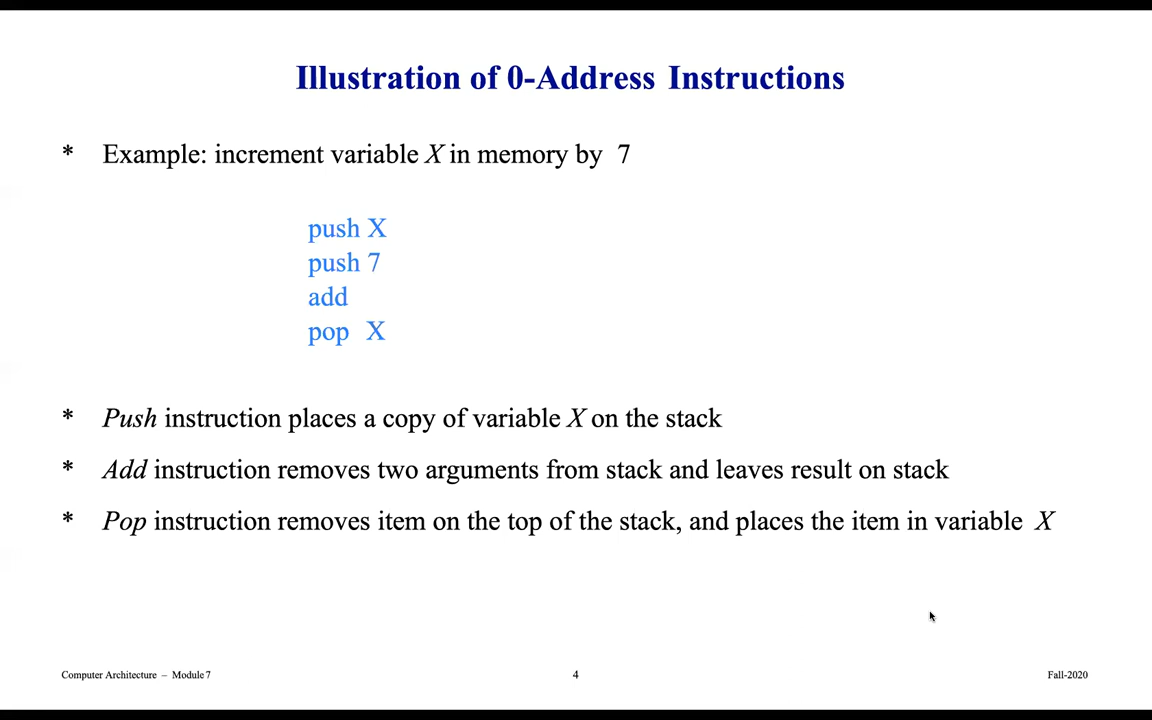 Illustration of 0-Address Instructions
* Example: increment variable X in memory by 7
push X
push 7
add
pop X
* Push instruction places a copy of variable X on the stack
* Add instruction removes two arguments from stack and leaves result on stack
* Pop instruction removes item on the top of the stack, and places the item in variable X
Computer Architecture – Module 7 4 Fall-2020